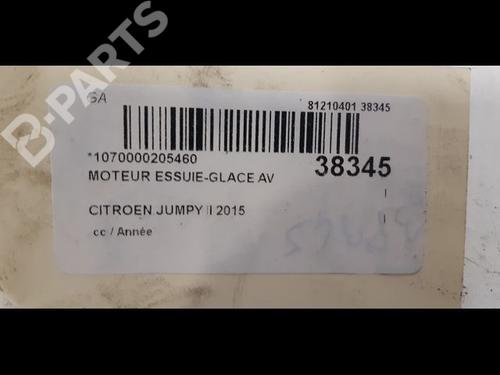 B-PARTS
GA
81210401 38345
*1070000205460
38345
MOTEUR ESSUIE-GLACE AV
CITROEN JUMPY II 2015
cc / Année